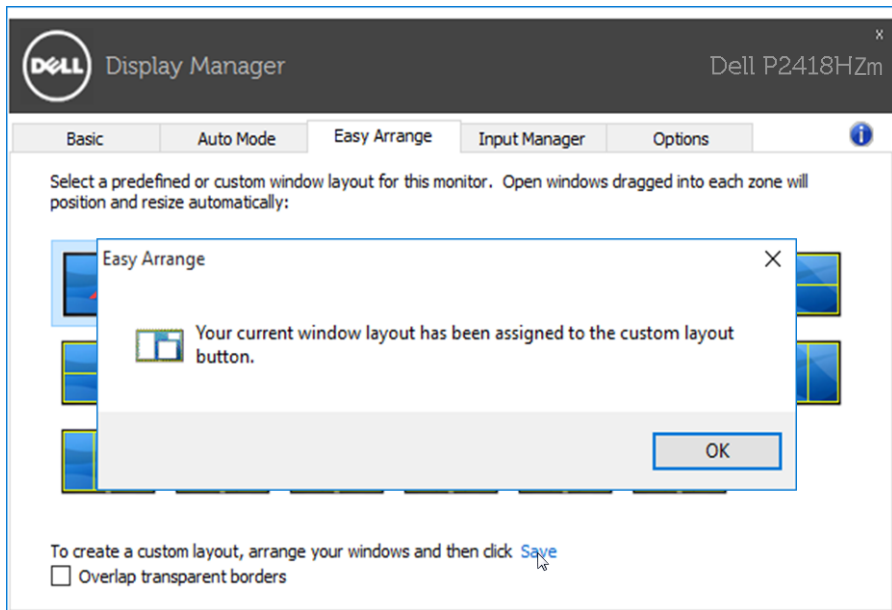 x
DELL Display Manager
Dell P2418HZm
Basic Auto Mode Easy Arrange Input Manager Options
Select a predefined or custom window layout for this monitor. Open windows dragged into each zone will
position and resize automatically:
Easy Arrange
Your current window layout has been assigned to the custom layout
button.
OK
To create a custom layout, arrange your windows and then click Save
Overlap transparent borders